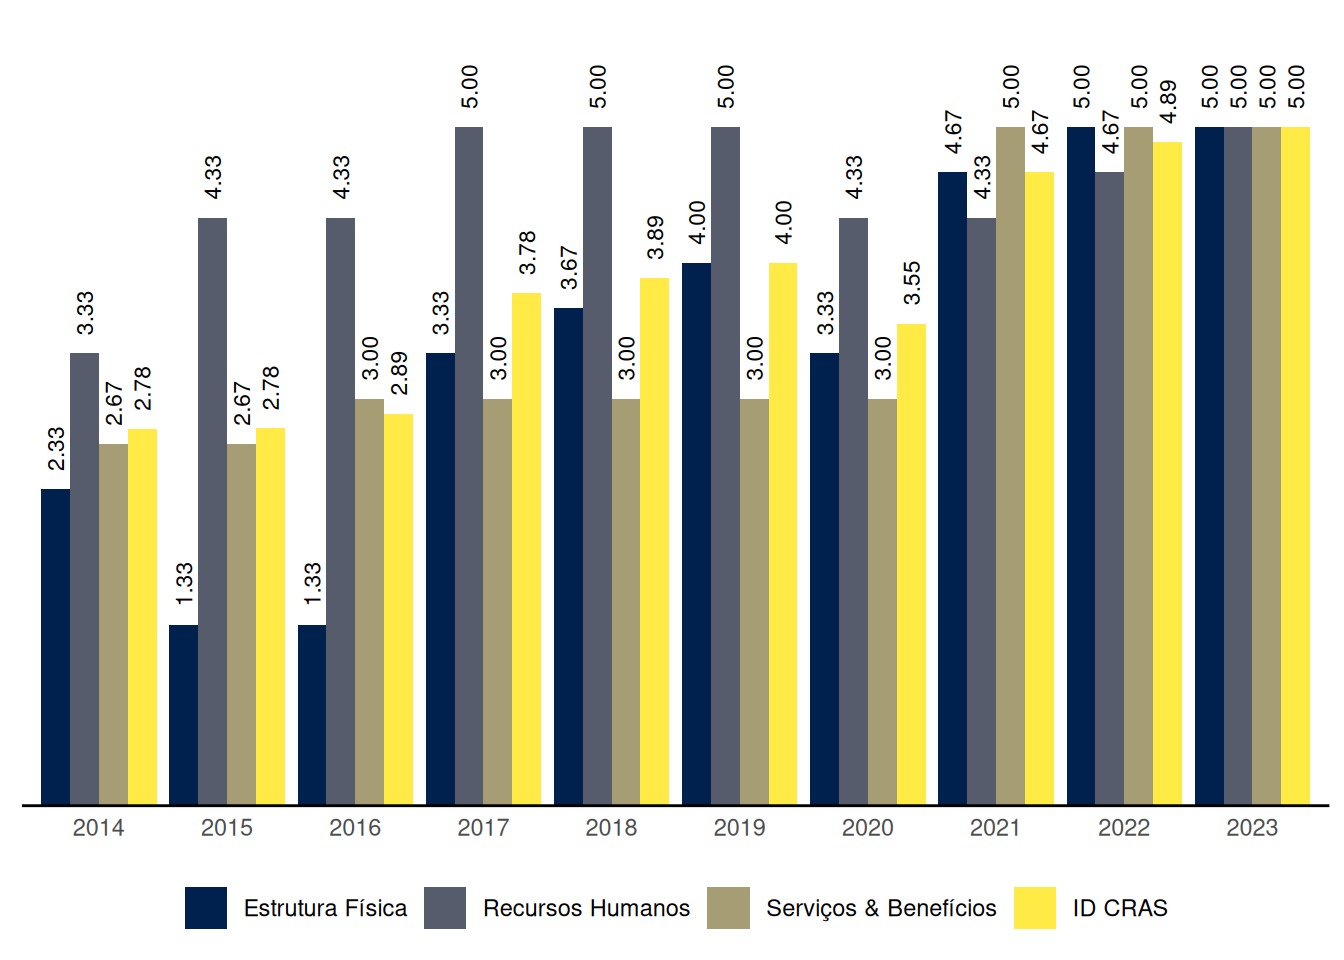 2.33 3.33 2.67 2.78
1.33 4.33 2.67 2.78
1.33 4.33 3.00 2.89
3.33 5.00 3.00 3.78
3.67 5.00 3.00 3.89
4.00 5.00 3.00 4.00
3.33 4.33 3.00 3.55
4.67 4.33 5.00 4.67
5.00 4.67 5.00 4.89
5.00 5.00 5.00 5.00
2014 2015 2016 2017 2018 2019 2020 2021 2022 2023
Estrutura Física Recursos Humanos Serviços & Benefícios ID CRAS